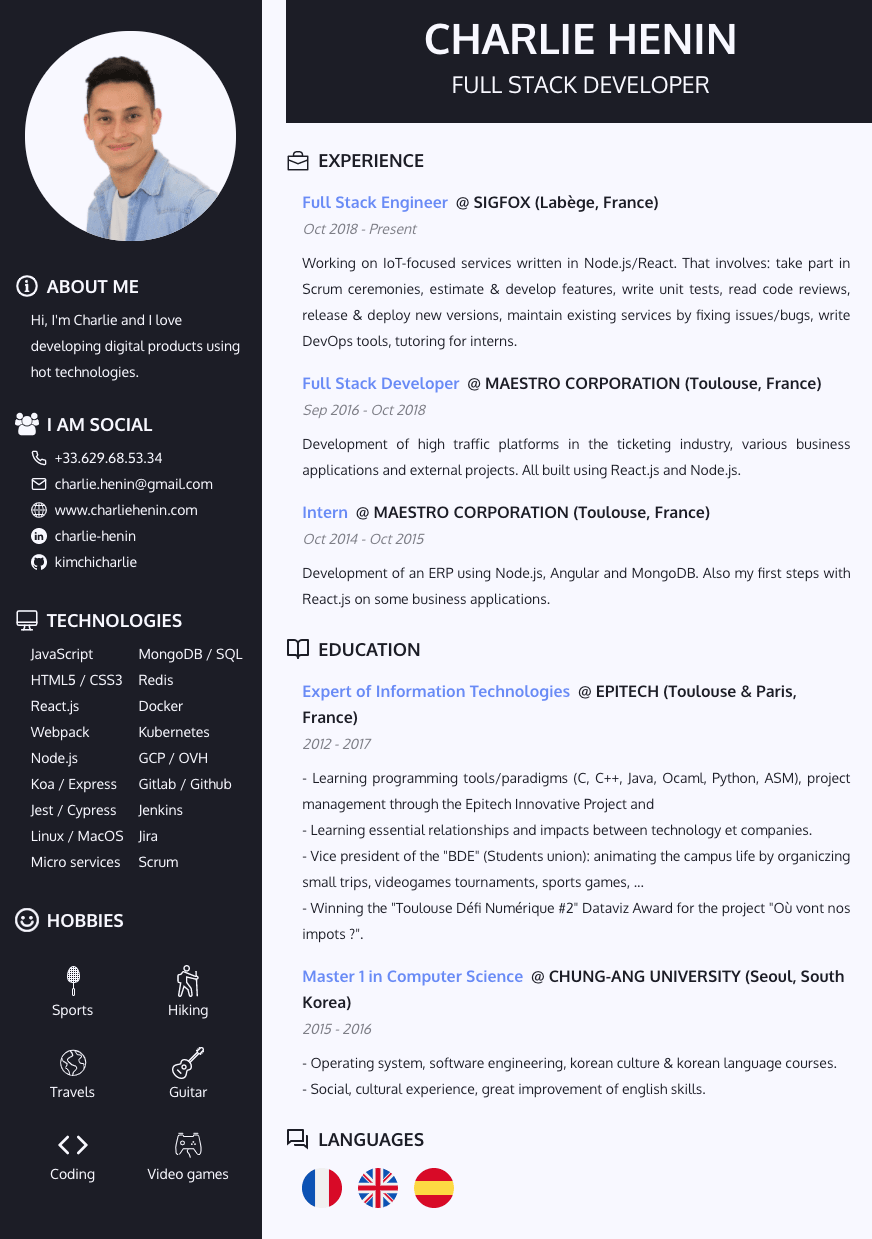 CHARLIE HENIN
FULL STACK DEVELOPER
ABOUT ME
Hi, I'm Charlie and I love
developing digital products using
hot technologies.
I AM SOCIAL
+33.629.68.53.34
charlie.henin@gmail.com
www.charliehenin.com
charlie-henin
kimchicharlie
TECHNOLOGIES
JavaScript MongoDB / SQL
HTML5 / CSS3 Redis
React.js Docker
Webpack Kubernetes
Node.js GCP / OVH
Koa / Express Gitlab / Github
Jest / Cypress Jenkins
Linux / MacOS Jira
Micro services Scrum
HOBBIES
Sports Hiking
Travels Guitar
Coding Video games
EXPERIENCE
Full Stack Engineer @ SIGFOX (Labège, France)
Oct 2018 - Present
Working on IoT-focused services written in Node.js/React. That involves: take part in
Scrum ceremonies, estimate & develop features, write unit tests, read code reviews,
release & deploy new versions, maintain existing services by fixing issues/bugs, write
DevOps tools, tutoring for interns.
Full Stack Developer @ MAESTRO CORPORATION (Toulouse, France)
Sep 2016 - Oct 2018
Development of high traffic platforms in the ticketing industry, various business
applications and external projects. All built using React.js and Node.js.
Intern @ MAESTRO CORPORATION (Toulouse, France)
Oct 2014 - Oct 2015
Development of an ERP using Node.js, Angular and MongoDB. Also my first steps with
React.js on some business applications.
EDUCATION
Expert of Information Technologies @ EPITECH (Toulouse & Paris,
France)
2012 - 2017
- Learning programming tools/paradigms (C, C++, Java, Ocaml, Python, ASM), project
management through the Epitech Innovative Project and
- Learning essential relationships and impacts between technology et companies.
- Vice president of the "BDE" (Students union): animating the campus life by organiczing
small trips, videogames tournaments, sports games, ...
- Winning the "Toulouse Défi Numérique #2" Dataviz Award for the project "Où vont nos
impots ?".
Master 1 in Computer Science @ CHUNG-ANG UNIVERSITY (Seoul, South
Korea)
2015 - 2016
- Operating system, software engineering, korean culture & korean language courses.
- Social, cultural experience, great improvement of english skills.
LANGUAGES